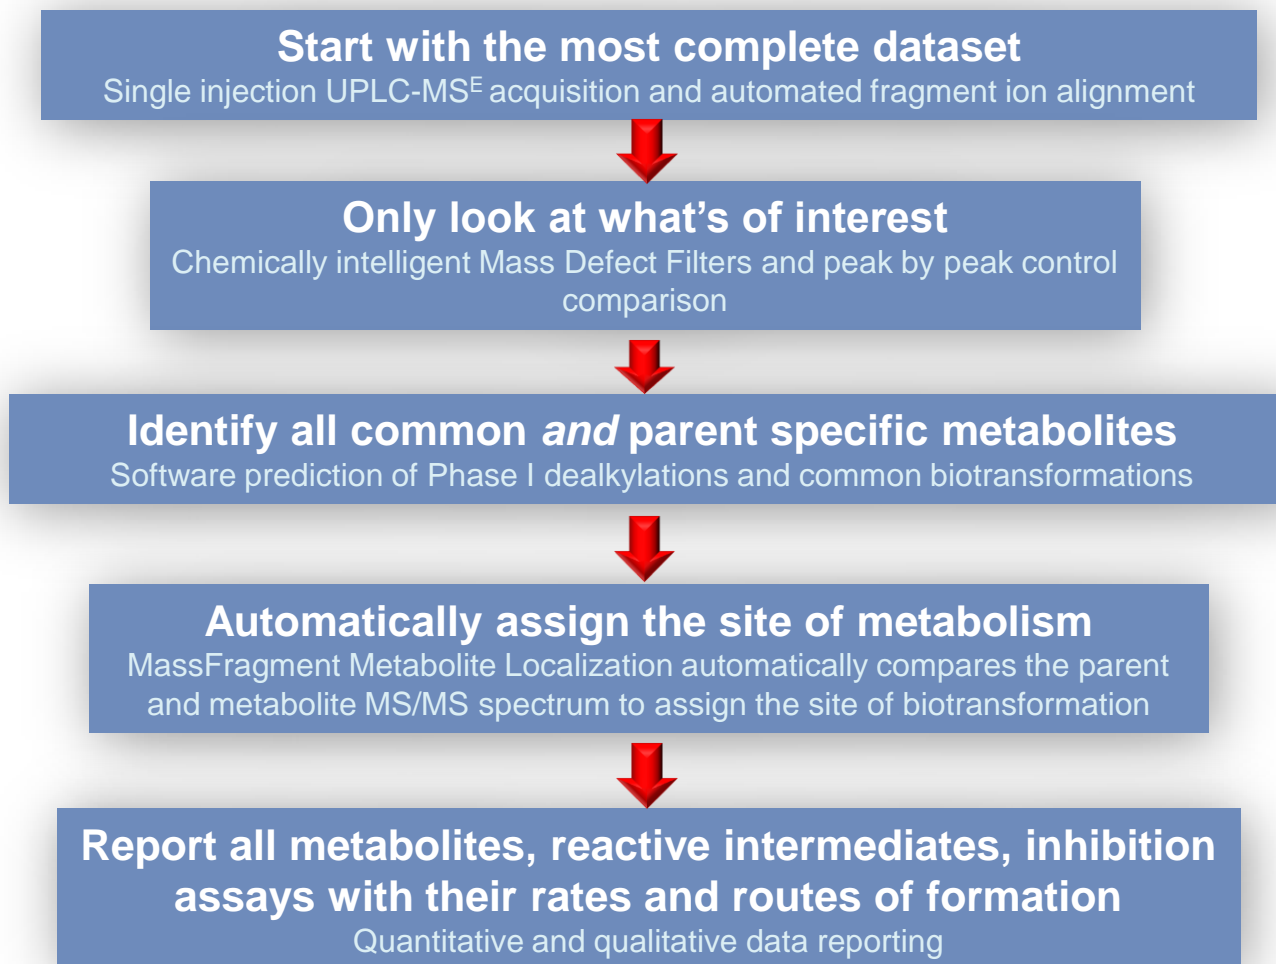 Start with the most complete dataset
Single injection UPLC-MSᴱ acquisition and automated fragment ion alignment
Only look at what’s of interest
Chemically intelligent Mass Defect Filters and peak by peak control
comparison
Identify all common and parent specific metabolites
Software prediction of Phase I dealkylations and common biotransformations
Automatically assign the site of metabolism
MassFragment Metabolite Localization automatically compares the parent
and metabolite MS/MS spectrum to assign the site of biotransformation
Report all metabolites, reactive intermediates, inhibition
assays with their rates and routes of formation
Quantitative and qualitative data reporting